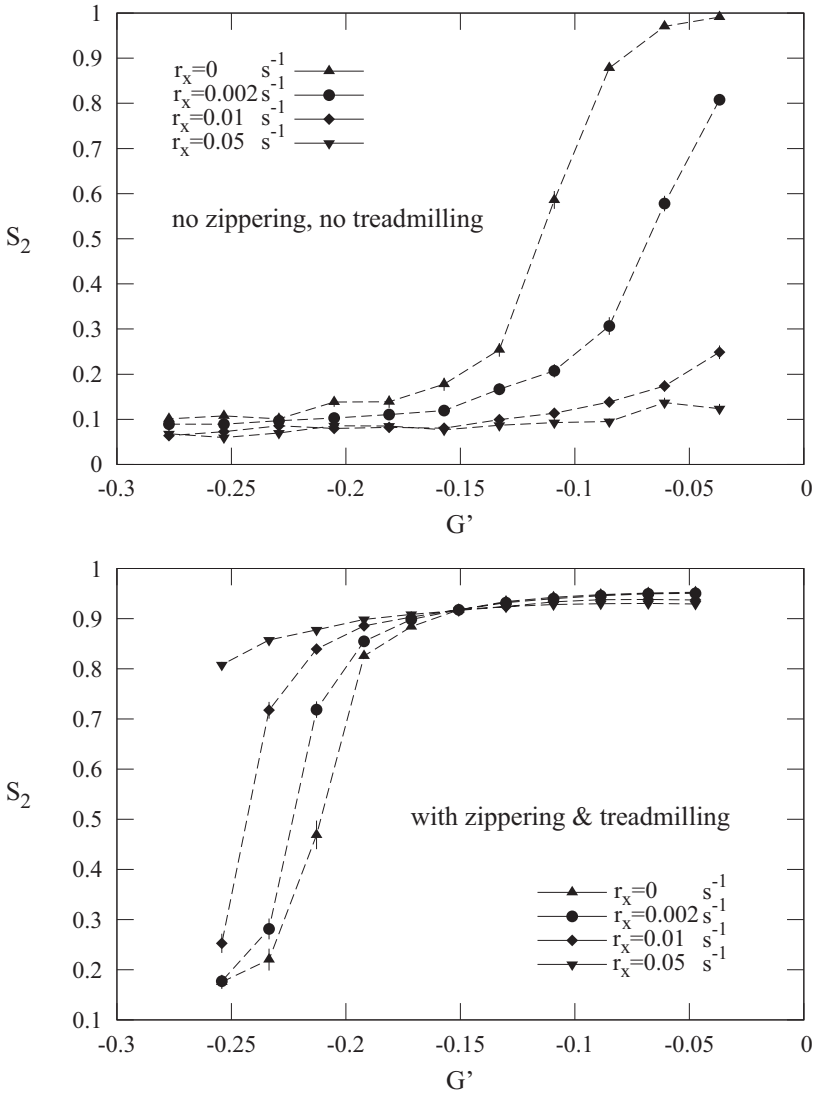 1
0.9
0.8
0.7
0.6
0.5
0.4
0.3
0.2
0.1
0
S2
r_x=0 s^-1
r_x=0.002 s^-1
r_x=0.01 s^-1
r_x=0.05 s^-1
no zippering, no treadmilling
-0.3 -0.25 -0.2 -0.15 -0.1 -0.05 0
G’
1
0.9
0.8
0.7
0.6
0.5
0.4
0.3
0.2
0.1
S2
with zippering & treadmilling
r_x=0 s^-1
r_x=0.002 s^-1
r_x=0.01 s^-1
r_x=0.05 s^-1
-0.3 -0.25 -0.2 -0.15 -0.1 -0.05 0
G’